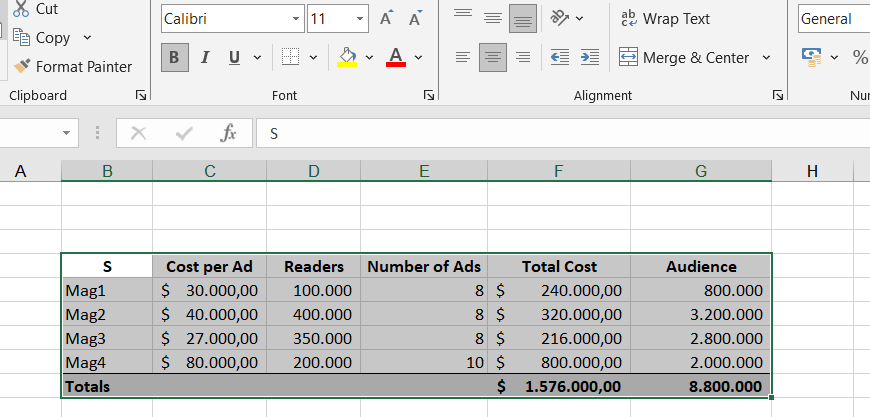 Cut
Copy
Format Painter
Clipboard
Calibri 11 A A
B I U A
Font
ab c Wrap Text
Merge & Center
Alignment
General
%
fx S
A B C D E F G H
S Cost per Ad Readers Number of Ads Total Cost Audience
Mag1 $ 30.000,00 100.000 8 $ 240.000,00 800.000
Mag2 $ 40.000,00 400.000 8 $ 320.000,00 3.200.000
Mag3 $ 27.000,00 350.000 8 $ 216.000,00 2.800.000
Mag4 $ 80.000,00 200.000 10 $ 800.000,00 2.000.000
Totals $ 1.576.000,00 8.800.000